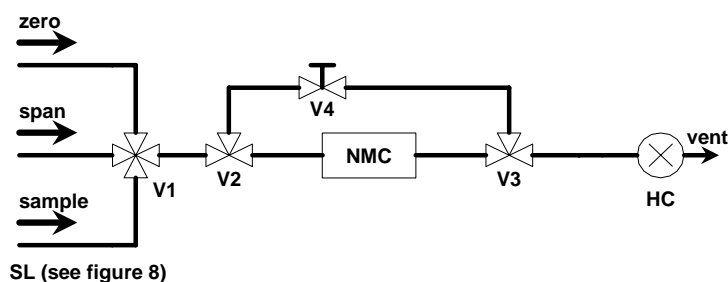 zero
span
sample
SL (see figure 8)
V1
V2
V4
NMC
V3
HC
vent